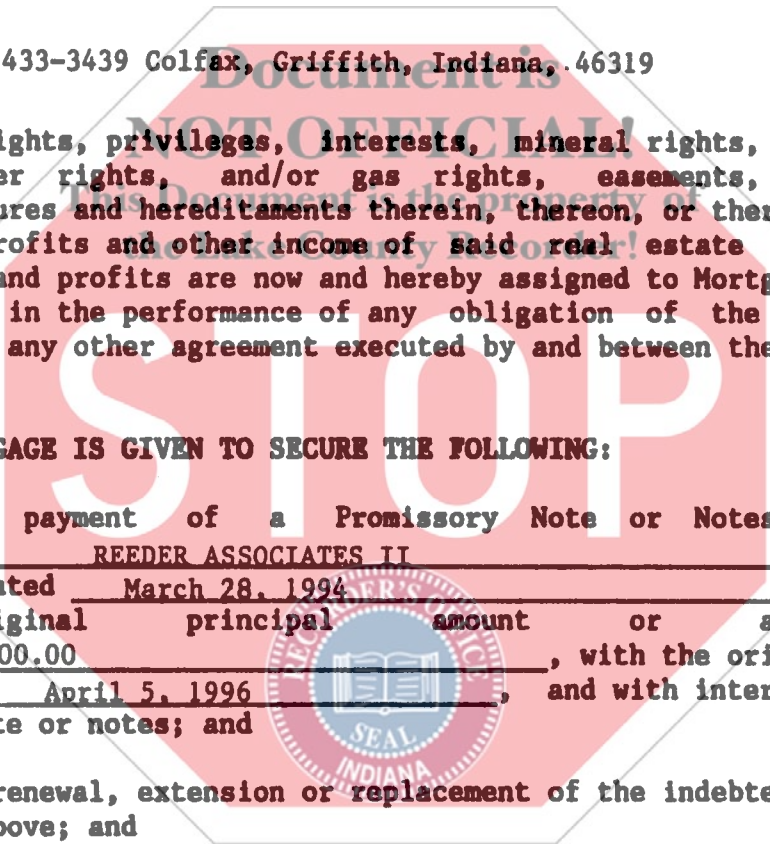 433-3439 Colfax, Griffith, Indiana, 46319
Document is
ights, privileges, interests, mineral rights,
NOT OFFICIAL!
er rights, and/or gas rights, easements,
This Document is the property of
ures and hereditaments therein, thereon, or ther
rofits and other income of said real estate
the Lake County Recorder!
and profits are now and hereby assigned to Mortg
in the performance of any obligation of the
any other agreement executed by and between the
STOP
GAGE IS GIVEN TO SECURE THE FOLLOWING:
payment of a Promissory Note or Notes
REEDER ASSOCIATES II
ated March 28, 1994
iginal principal amount or a
00.00, with the ori
April 5, 1996, and with inter
te or notes; and
RECORDER'S OFFICE
SEAL
INDIANA
renewal, extension or replacement of the indebte
bove; and